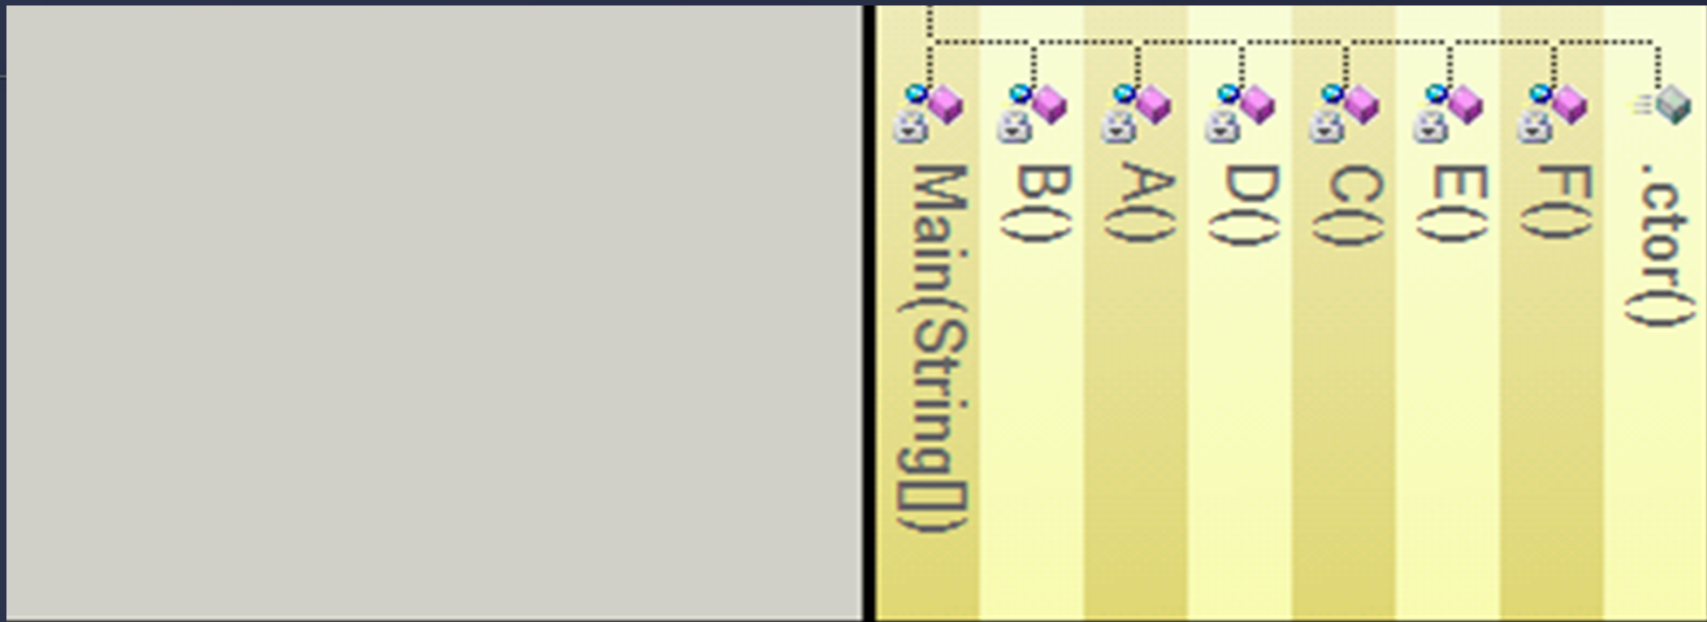 Main(String[])
B()
A()
D()
C()
E()
F()
.ctor()